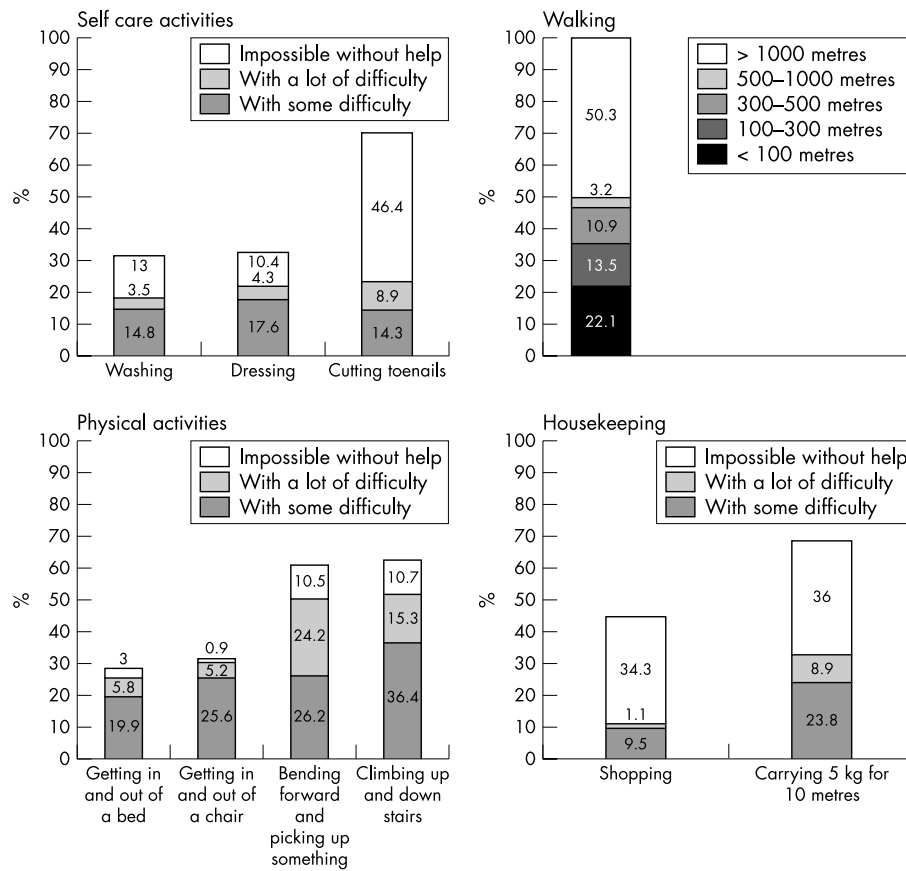 Self care activities
100
90
80
70
60
50
40
30
20
10
0
%
Impossible without help
With a lot of difficulty
With some difficulty
13
3.5
14.8
10.4
4.3
17.6
46.4
8.9
14.3
Washing
Dressing
Cutting toenails
Walking
100
90
80
70
60
50
40
30
20
10
0
%
> 1000 metres
500–1000 metres
300–500 metres
100–300 metres
< 100 metres
50.3
3.2
10.9
13.5
22.1
Physical activities
100
90
80
70
60
50
40
30
20
10
0
%
Impossible without help
With a lot of difficulty
With some difficulty
3
5.8
19.9
0.9
5.2
25.6
10.5
24.2
26.2
10.7
15.3
36.4
Getting in
and out of
a bed
Getting in
and out of
a chair
Bending
forward
and
picking up
something
Climbing up
and down
stairs
Housekeeping
100
90
80
70
60
50
40
30
20
10
0
%
Impossible without help
With a lot of difficulty
With some difficulty
34.3
1.1
9.5
36
8.9
23.8
Shopping
Carrying 5 kg for
10 metres